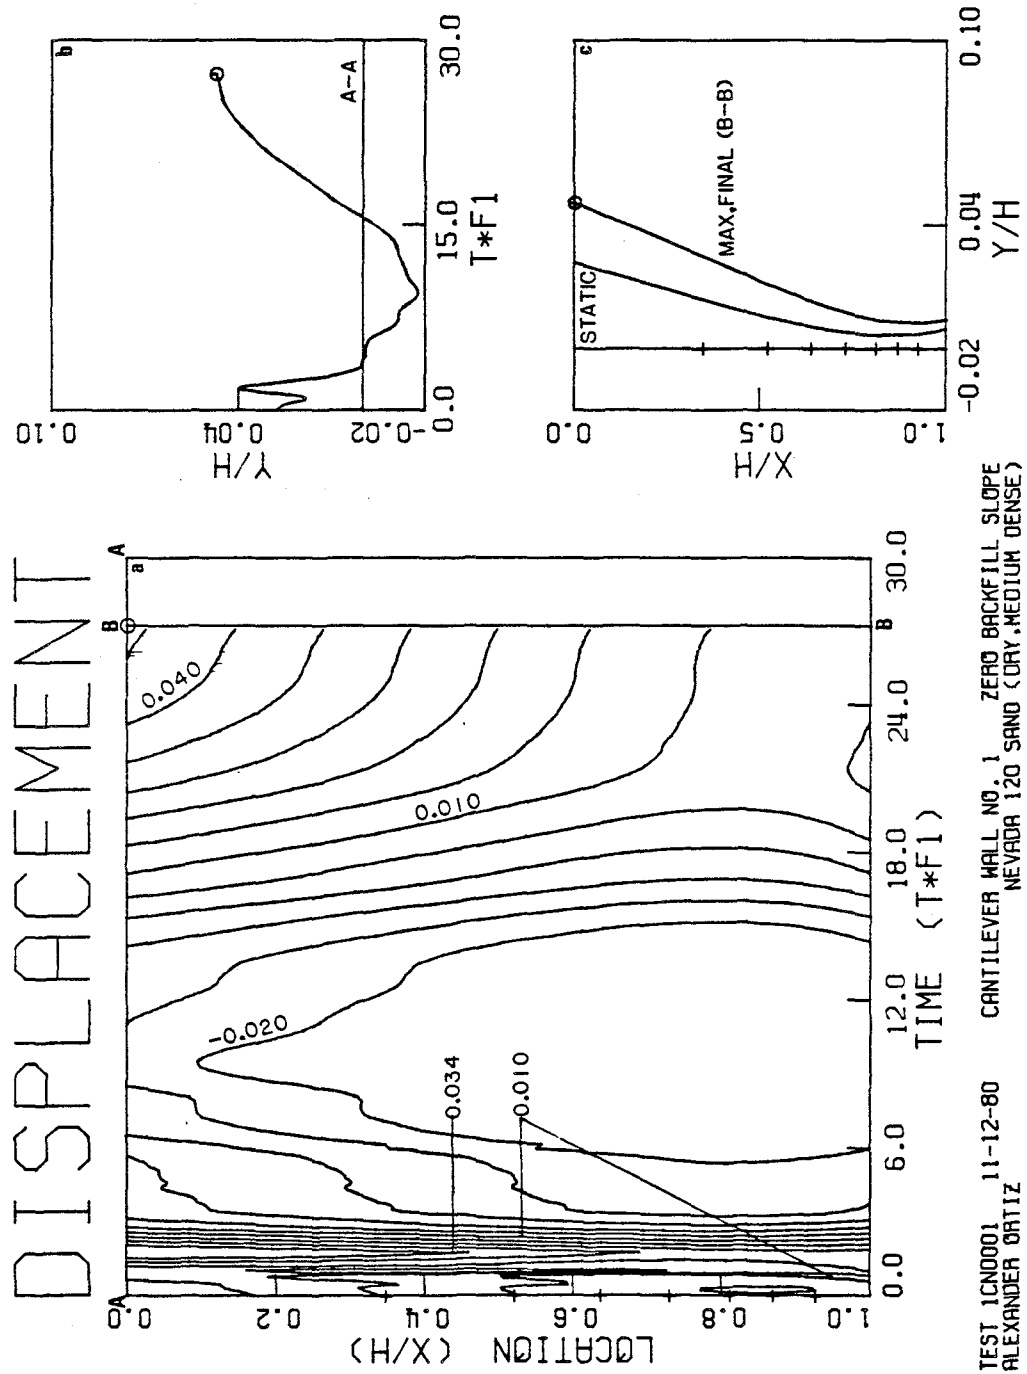 DISPLACEMENT
A
B
A
a
0.0
0.2
0.4
0.6
0.8
1.0
LOCATION (X/H)
0.040
0.010
-0.020
0.034
0.010
A
B
0.0
6.0
12.0
18.0
24.0
30.0
TIME (T*F1)
b
0.10
0.04
-0.02
Y/H
A-A
0.0
15.0
30.0
T*F1
c
0.0
0.5
1.0
X/H
STATIC
MAX,FINAL (B-B)
-0.02
0.04
0.10
Y/H
TEST 1CN0001 11-12-80 CANTILEVER WALL NO. 1 ZERO BACKFILL SLOPE
ALEXANDER ORTIZ NEVADA 120 SAND (DRY,MEDIUM DENSE)